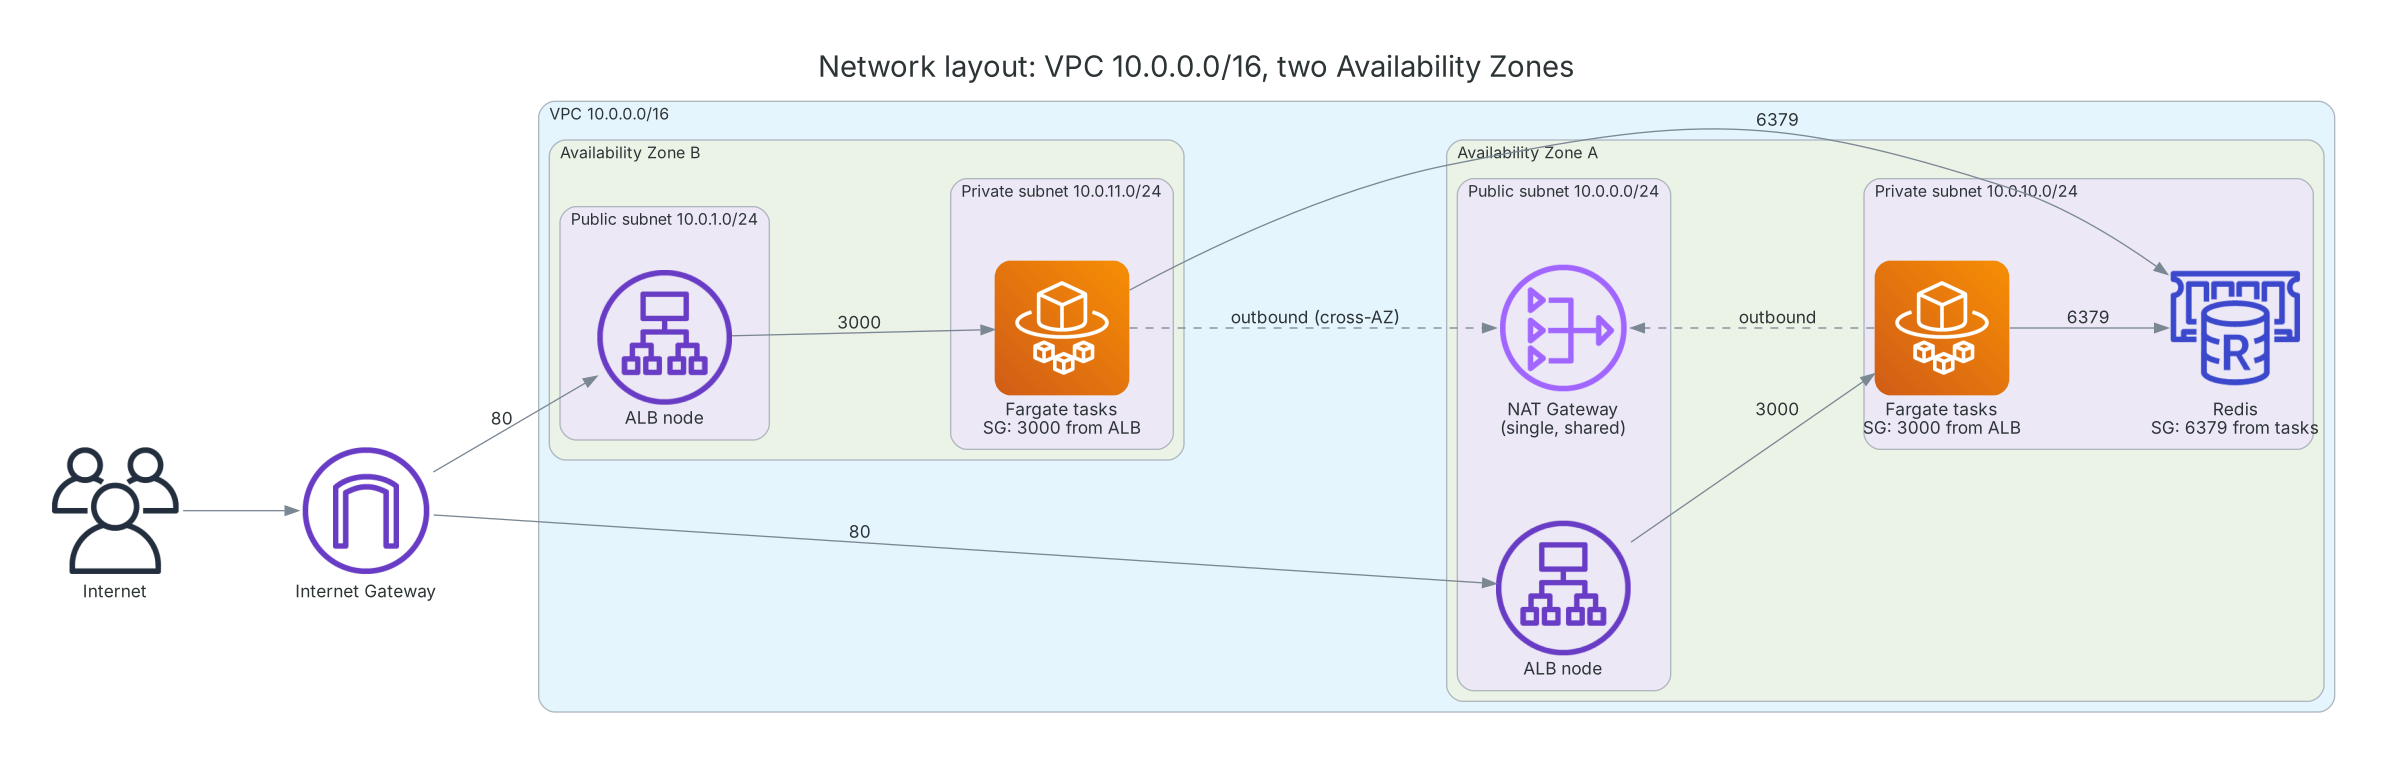 Network layout: VPC 10.0.0.0/16, two Availability Zones
VPC 10.0.0.0/16
6379
Availability Zone B
Availability Zone A
Public subnet 10.0.1.0/24
Private subnet 10.0.11.0/24
Public subnet 10.0.0.0/24
Private subnet 10.0.10.0/24
80
ALB node
3000
Fargate tasks
SG: 3000 from ALB
outbound (cross-AZ)
NAT Gateway
(single, shared)
outbound
3000
Fargate tasks
SG: 3000 from ALB
6379
R
Redis
SG: 6379 from tasks
Internet
Internet Gateway
80
ALB node